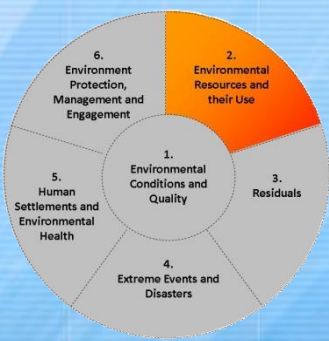 1.
Environmental
Conditions and
Quality
2.
Environmental
Resources and
their Use
3.
Residuals
4.
Extreme Events and
Disasters
5.
Human
Settlements and
Environmental
Health
6.
Environment
Protection,
Management and
Engagement